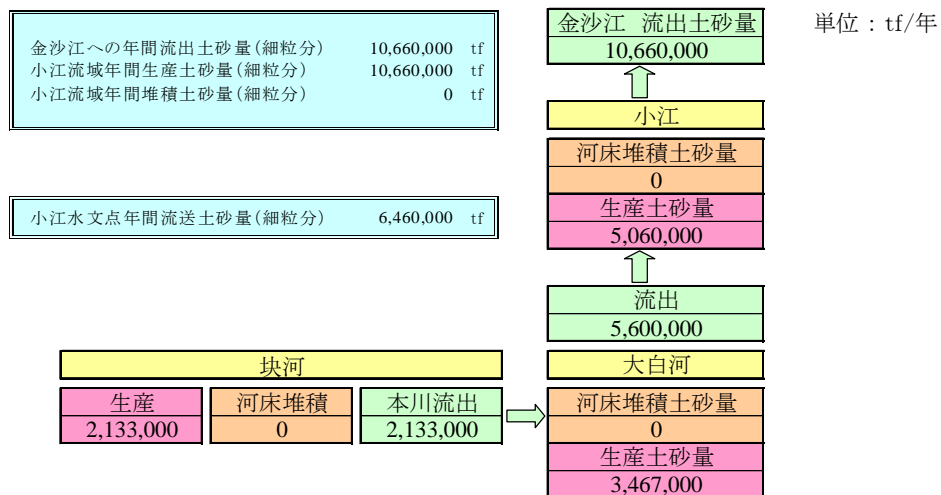 金沙江への年間流出土砂量(細粒分) 10,660,000 tf
小江流域年間生産土砂量(細粒分) 10,660,000 tf
小江流域年間堆積土砂量(細粒分) 0 tf
小江水文点年間流送土砂量(細粒分) 6,460,000 tf
単位：tf/年
金沙江 流出土砂量
10,660,000
小江
河床堆積土砂量
0
生産土砂量
5,060,000
流出
5,600,000
块河
大白河
生産 河床堆積 本川流出
2,133,000 0 2,133,000
河床堆積土砂量
0
生産土砂量
3,467,000